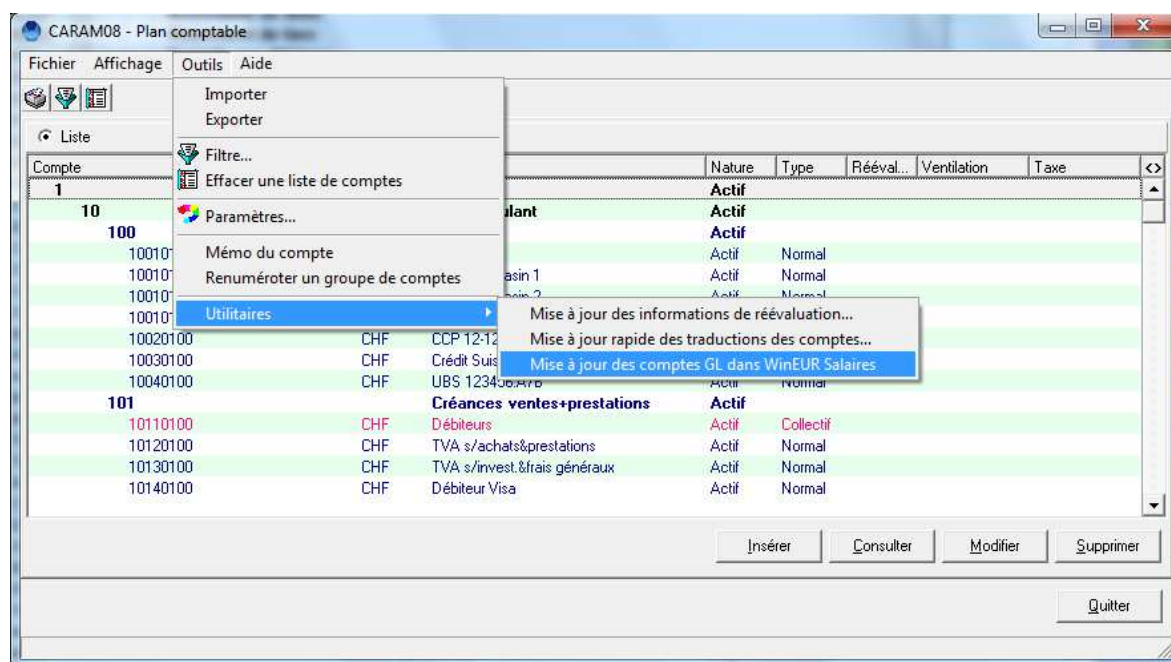 CARAM08 - Plan comptable
Fichier Affichage Outils Aide
Importer
Exporter
Filtre...
Effacer une liste de comptes
Paramètres...
Mémo du compte
Renuméroter un groupe de comptes
Utilitaires
Mise à jour des informations de réévaluation...
Mise à jour rapide des traductions des comptes...
Mise à jour des comptes GL dans WinEUR Salaires
Liste
Compte Nature Type Rééval... Ventilation Taxe <>
1 Actif
10 Actif
100 Actif
Actif Normal
1 Actif Normal
10020100 CHF CCP 12-12
10030100 CHF Crédit Suis
10040100 CHF UBS
101 Créances ventes+prestations Actif
10110100 CHF Débiteurs Actif Collectif
10120100 CHF TVA s/achats&prestations Actif Normal
10130100 CHF TVA s/invest.&frais généraux Actif Normal
10140100 CHF Débiteur Visa Actif Normal
Insérer Consulter Modifier Supprimer
Quitter